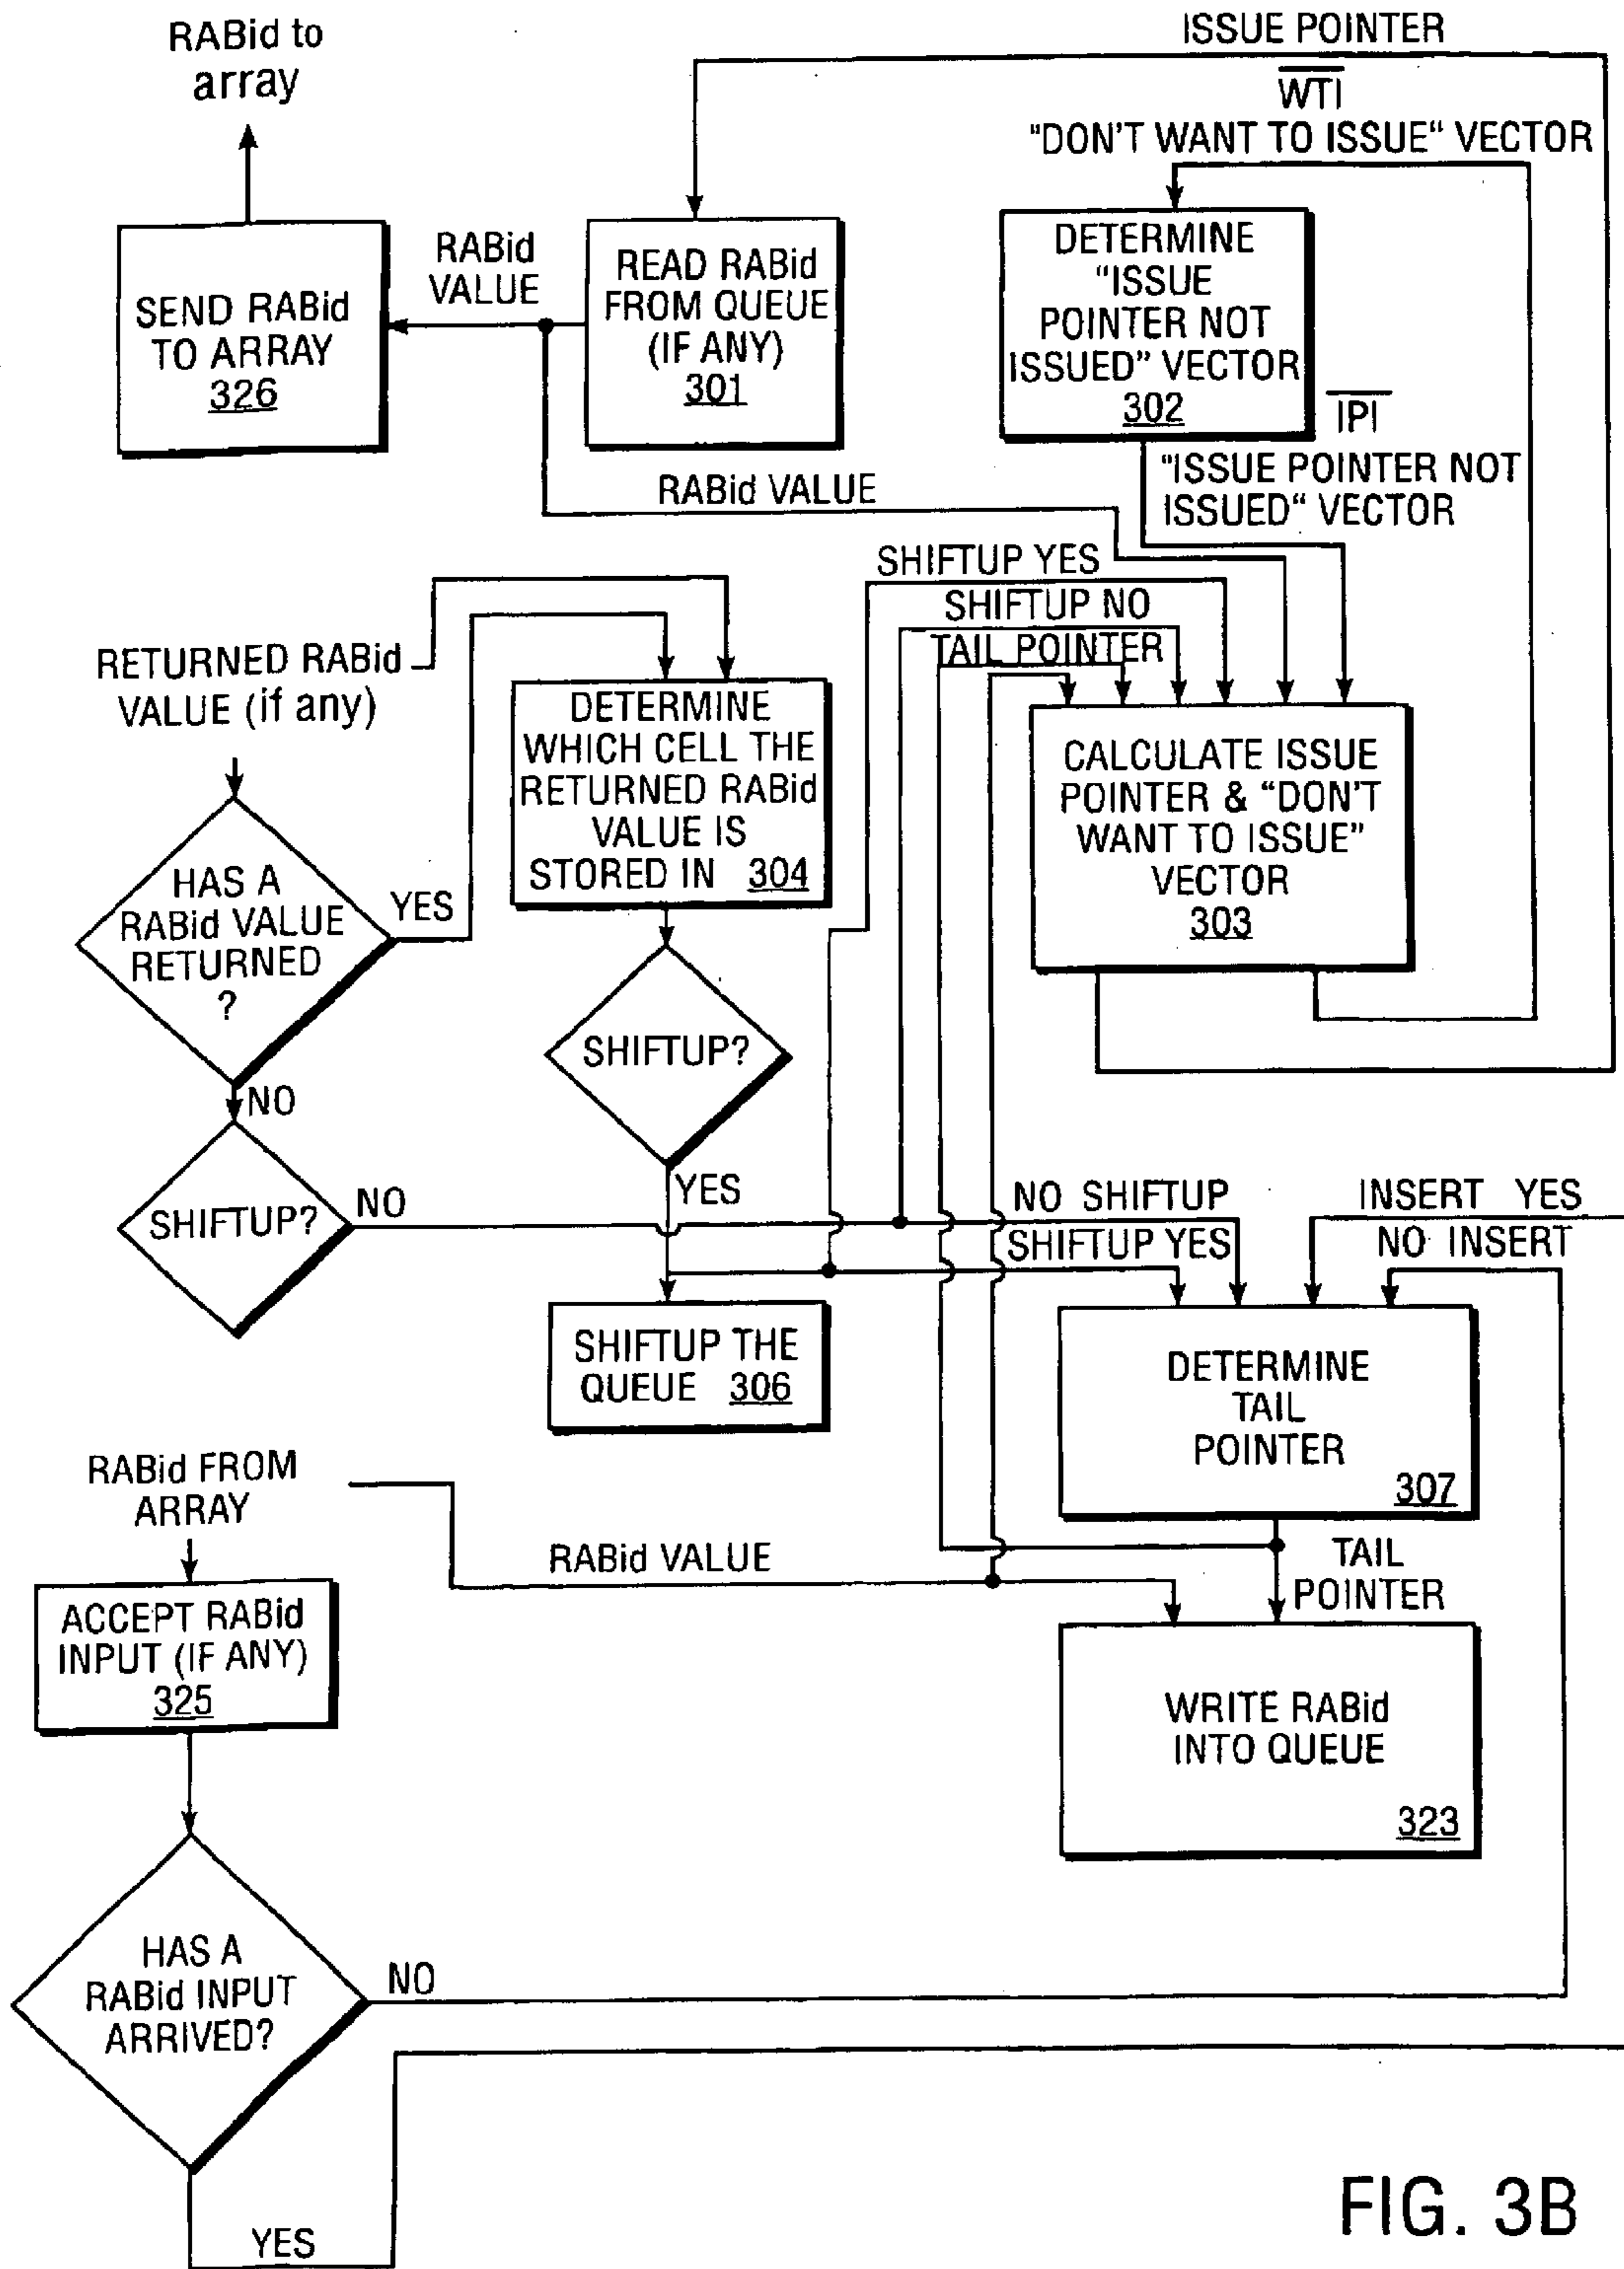 RABid to
array
ISSUE POINTER
WTI
"DON'T WANT TO ISSUE" VECTOR
SEND RABid
TO ARRAY
326
RABid
VALUE
READ RABid
FROM QUEUE
(IF ANY)
301
DETERMINE
"ISSUE
POINTER NOT
ISSUED" VECTOR
302
IPI
"ISSUE POINTER NOT
ISSUED" VECTOR
RABid VALUE
SHIFTUP YES
SHIFTUP NO
TAIL POINTER
RETURNED RABid
VALUE (if any)
DETERMINE
WHICH CELL THE
RETURNED RABid
VALUE IS
STORED IN 304
CALCULATE ISSUE
POINTER & "DON'T
WANT TO ISSUE"
VECTOR
303
HAS A
RABid VALUE
RETURNED
?
YES
NO
SHIFTUP?
YES
SHIFTUP?
NO
NO SHIFTUP
SHIFTUP YES
INSERT YES
NO INSERT
SHIFTUP THE
QUEUE 306
DETERMINE
TAIL
POINTER
307
RABid FROM
ARRAY
RABid VALUE
TAIL
POINTER
ACCEPT RABid
INPUT (IF ANY)
325
WRITE RABid
INTO QUEUE
323
HAS A
RABid INPUT
ARRIVED?
NO
YES
FIG. 3B